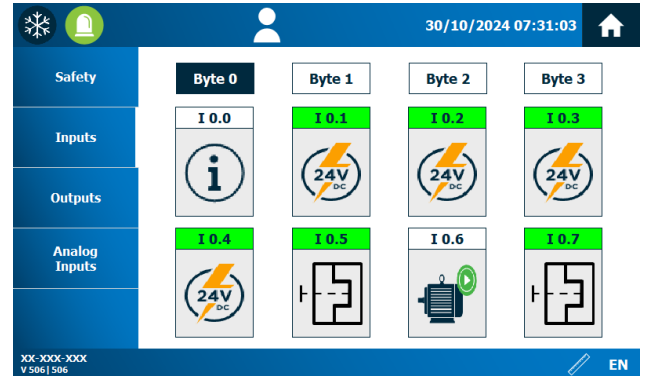 30/10/2024 07:31:03
Safety
Byte 0 Byte 1 Byte 2 Byte 3
Inputs
I 0.0 I 0.1 I 0.2 I 0.3
i 24V DC 24V DC 24V DC
Outputs
Analog
Inputs
I 0.4 I 0.5 I 0.6 I 0.7
24V DC
XX-XXX-XXX
V 506| 506
EN